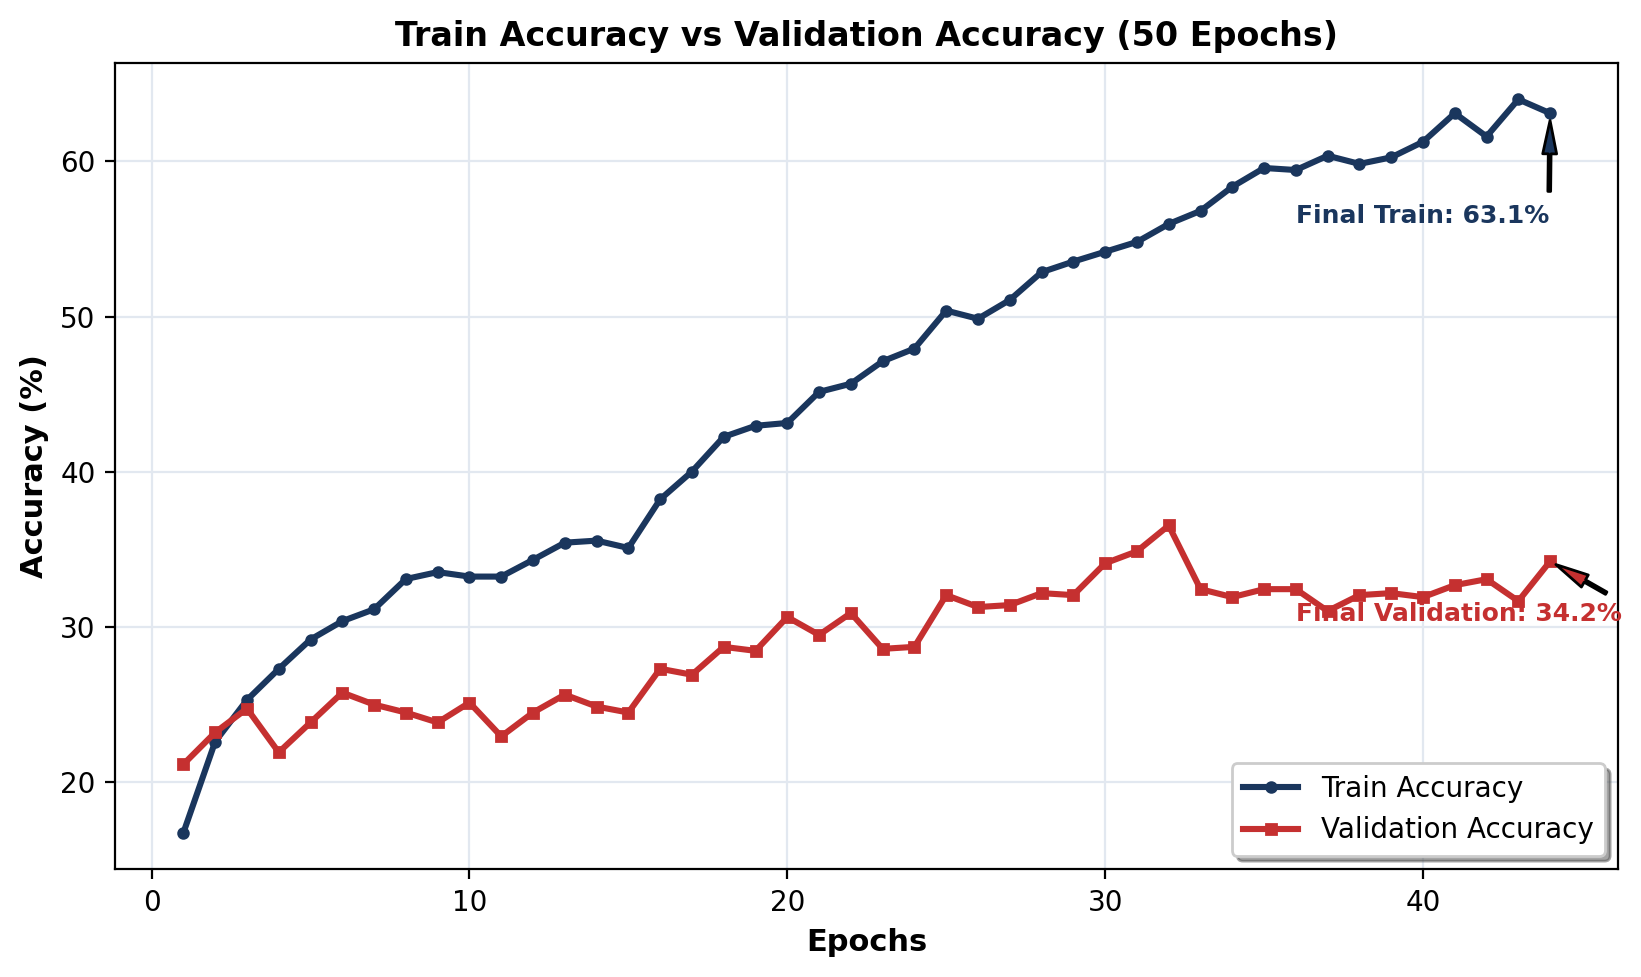 Train Accuracy vs Validation Accuracy (50 Epochs)
Accuracy (%)
60
50
40
30
20
Final Train: 63.1%
Final Validation: 34.2%
Train Accuracy
Validation Accuracy
0 10 20 30 40
Epochs